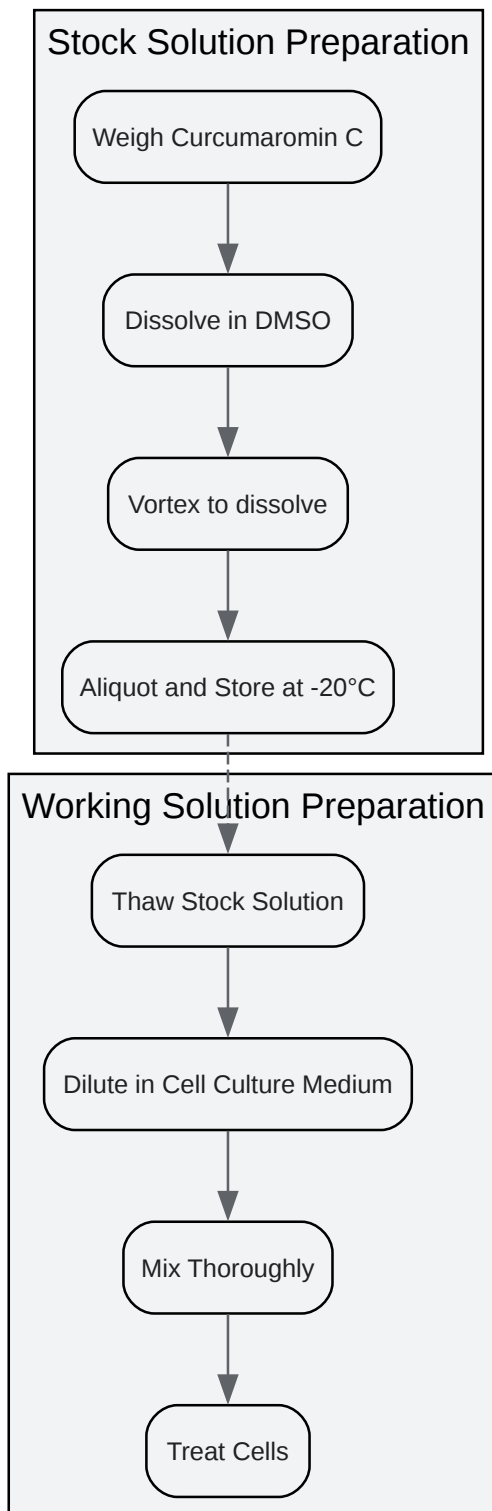 Stock Solution Preparation
Weigh Curcumaromin C
Dissolve in DMSO
Vortex to dissolve
Aliquot and Store at -20°C
Working Solution Preparation
Thaw Stock Solution
Dilute in Cell Culture Medium
Mix Thoroughly
Treat Cells